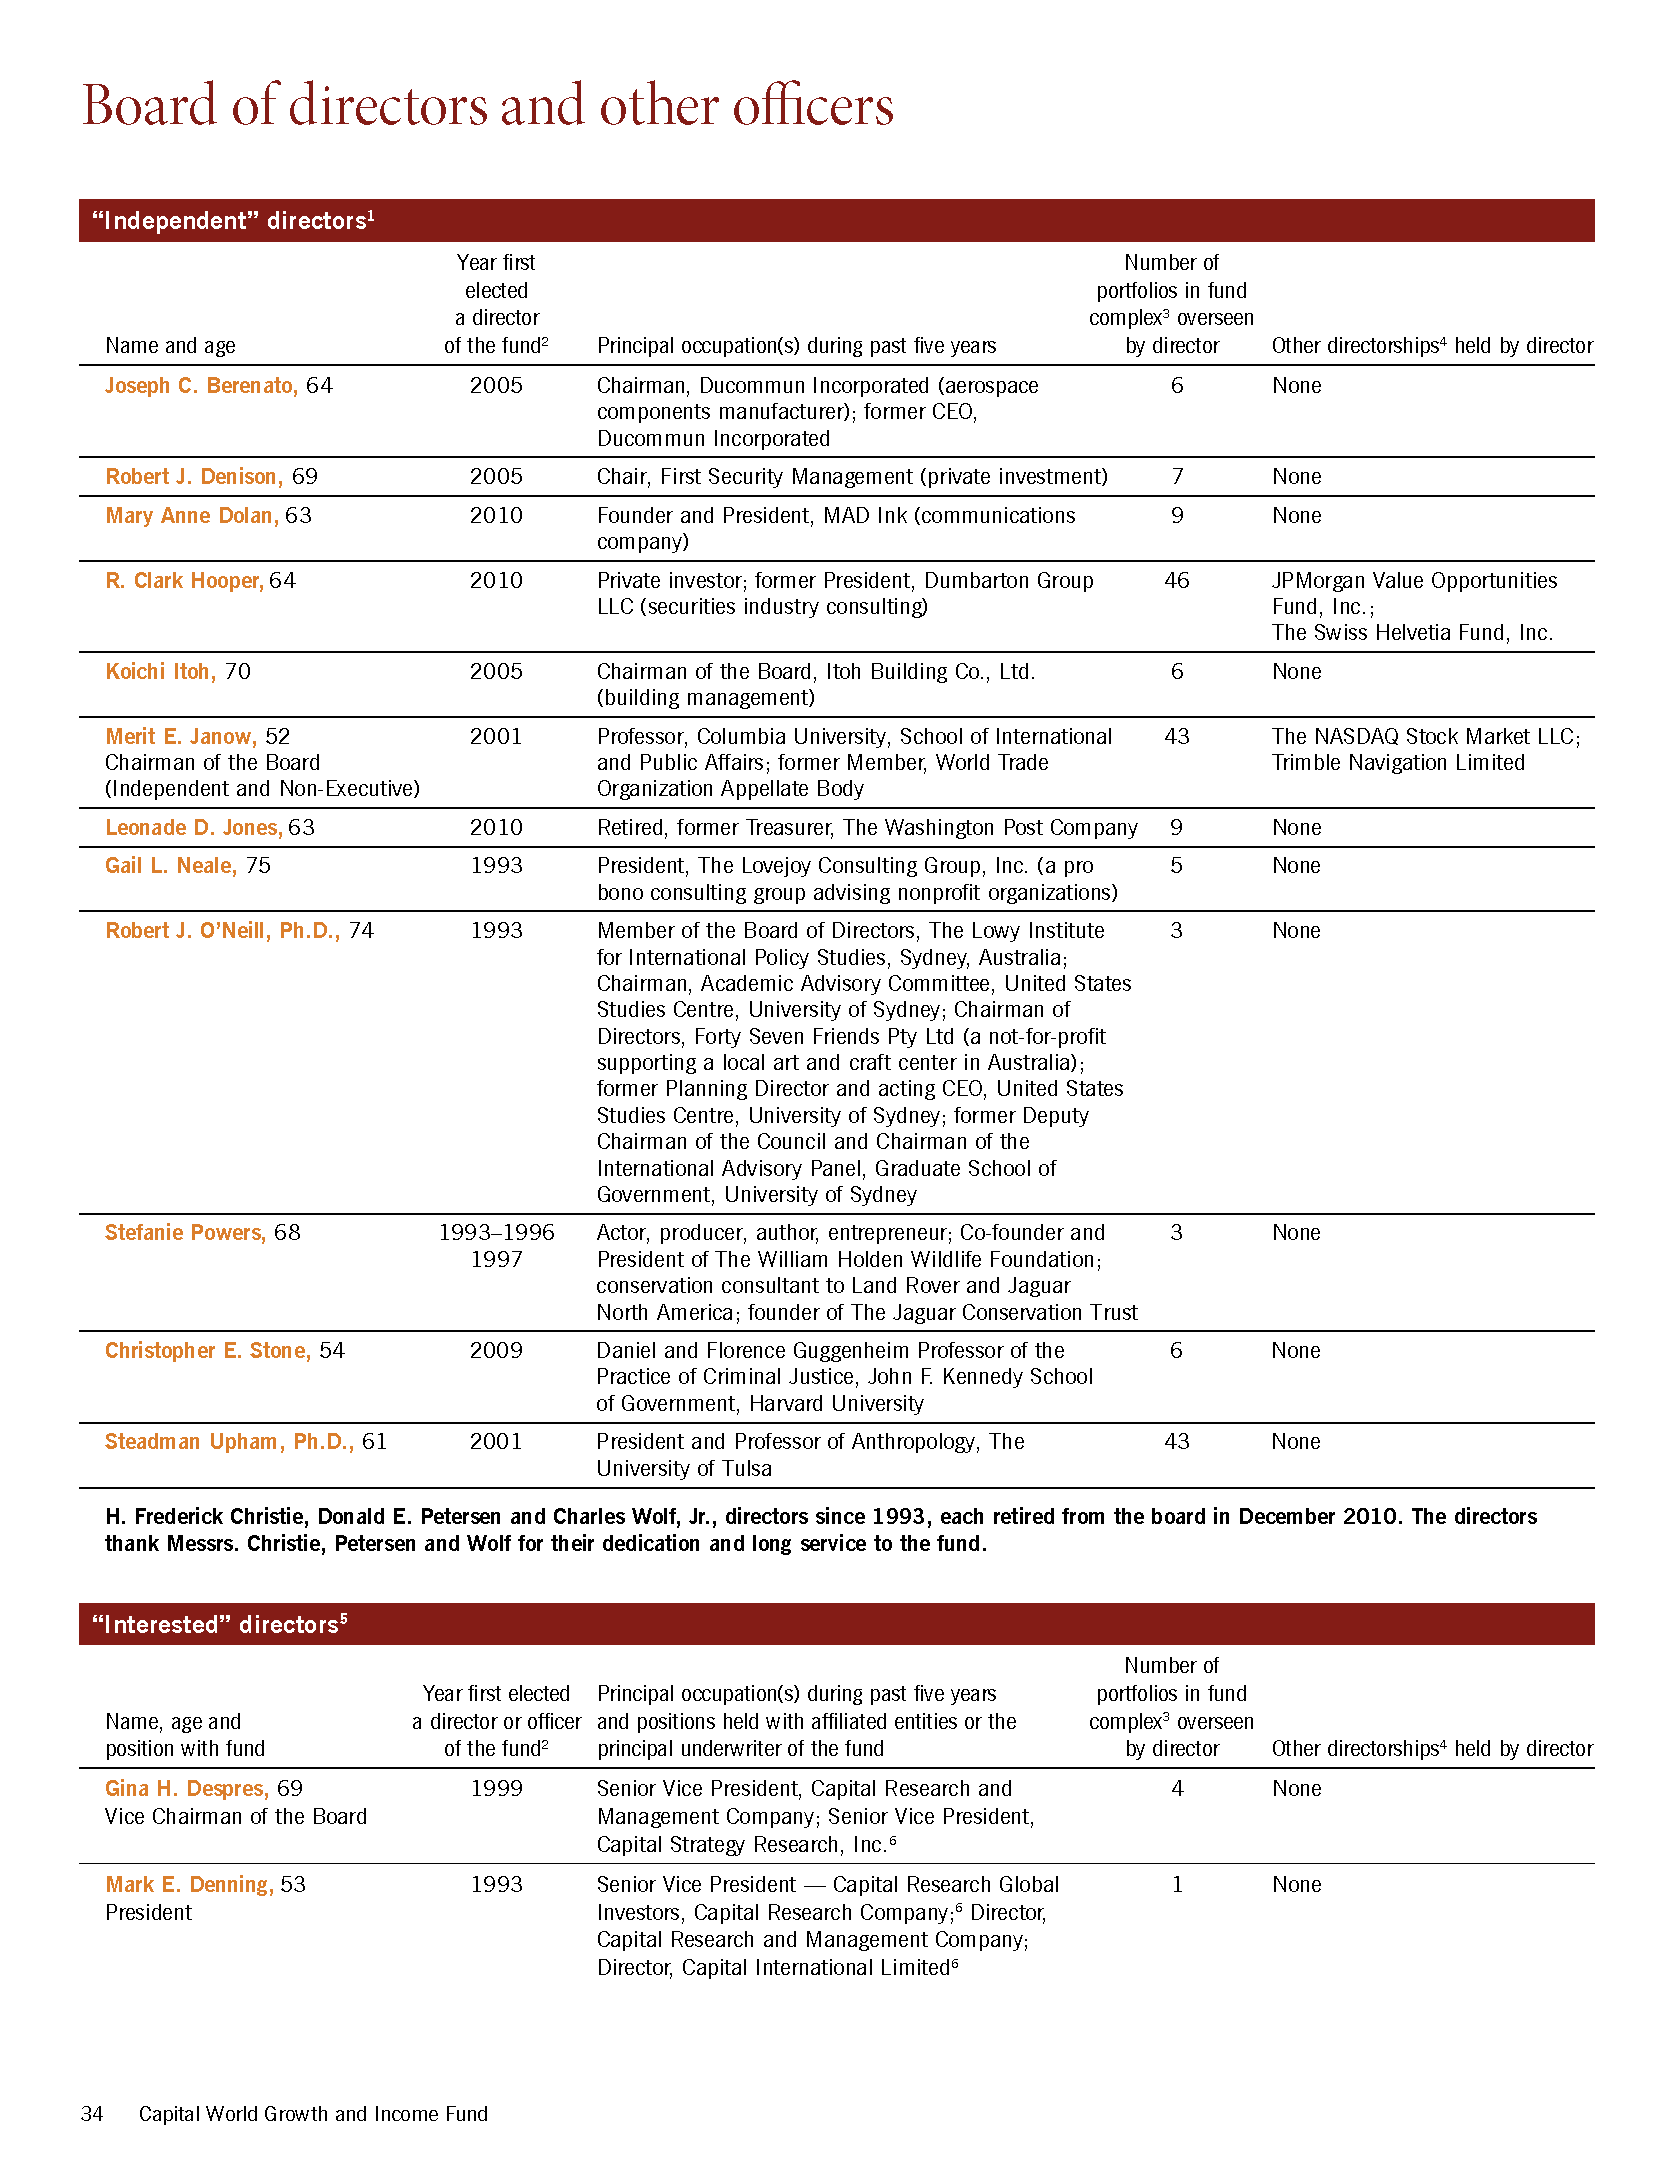 Board of directors and other officers
“Independent” directors¹
Year first Number of
elected portfolios in fund
a director complex³ overseen
Name and age of the fund² Principal occupation(s) during past five years by director Other directorships⁴ held by director
Joseph C. Berenato, 64 2005 Chairman, Ducommun Incorporated (aerospace 6 None
components manufacturer); former CEO,
Ducommun Incorporated
Robert J. Denison, 69 2005 Chair, First Security Management (private investment) 7 None
Mary Anne Dolan, 63 2010 Founder and President, MAD Ink (communications 9 None
company)
R. Clark Hooper, 64 2010 Private investor; former President, Dumbarton Group 46 JPMorgan Value Opportunities
LLC (securities industry consulting) Fund, Inc.;
The Swiss Helvetia Fund, Inc.
Koichi Itoh, 70 2005 Chairman of the Board, Itoh Building Co., Ltd. 6 None
(building management)
Merit E. Janow, 52 2001 Professor, Columbia University, School of International 43 The NASDAQ Stock Market LLC;
Chairman of the Board and Public Affairs; former Member, World Trade Trimble Navigation Limited
(Independent and Non-Executive) Organization Appellate Body
Leonade D. Jones, 63 2010 Retired, former Treasurer, The Washington Post Company 9 None
Gail L. Neale, 75 1993 President, The Lovejoy Consulting Group, Inc. (a pro 5 None
bono consulting group advising nonprofit organizations)
Robert J. O’Neill, Ph.D., 74 1993 Member of the Board of Directors, The Lowy Institute 3 None
for International Policy Studies, Sydney, Australia;
Chairman, Academic Advisory Committee, United States
Studies Centre, University of Sydney; Chairman of
Directors, Forty Seven Friends Pty Ltd (a not-for-profit
supporting a local art and craft center in Australia);
former Planning Director and acting CEO, United States
Studies Centre, University of Sydney; former Deputy
Chairman of the Council and Chairman of the
International Advisory Panel, Graduate School of
Government, University of Sydney
Stefanie Powers, 68 1993–1996 Actor, producer, author, entrepreneur; Co-founder and 3 None
1997 President of The William Holden Wildlife Foundation;
conservation consultant to Land Rover and Jaguar
North America; founder of The Jaguar Conservation Trust
Christopher E. Stone, 54 2009 Daniel and Florence Guggenheim Professor of the 6 None
Practice of Criminal Justice, John F. Kennedy School
of Government, Harvard University
Steadman Upham, Ph.D., 61 2001 President and Professor of Anthropology, The 43 None
University of Tulsa
H. Frederick Christie, Donald E. Petersen and Charles Wolf, Jr., directors since 1993, each retired from the board in December 2010. The directors
thank Messrs. Christie, Petersen and Wolf for their dedication and long service to the fund.
“Interested” directors⁵
Number of
Year first elected Principal occupation(s) during past five years portfolios in fund
Name, age and a director or officer and positions held with affiliated entities or the complex³ overseen
position with fund of the fund² principal underwriter of the fund by director Other directorships⁴ held by director
Gina H. Despres, 69 1999 Senior Vice President, Capital Research and 4 None
Vice Chairman of the Board Management Company; Senior Vice President,
Capital Strategy Research, Inc.⁶
Mark E. Denning, 53 1993 Senior Vice President — Capital Research Global 1 None
President Investors, Capital Research Company;⁶ Director,
Capital Research and Management Company;
Director, Capital International Limited⁶
34 Capital World Growth and Income Fund